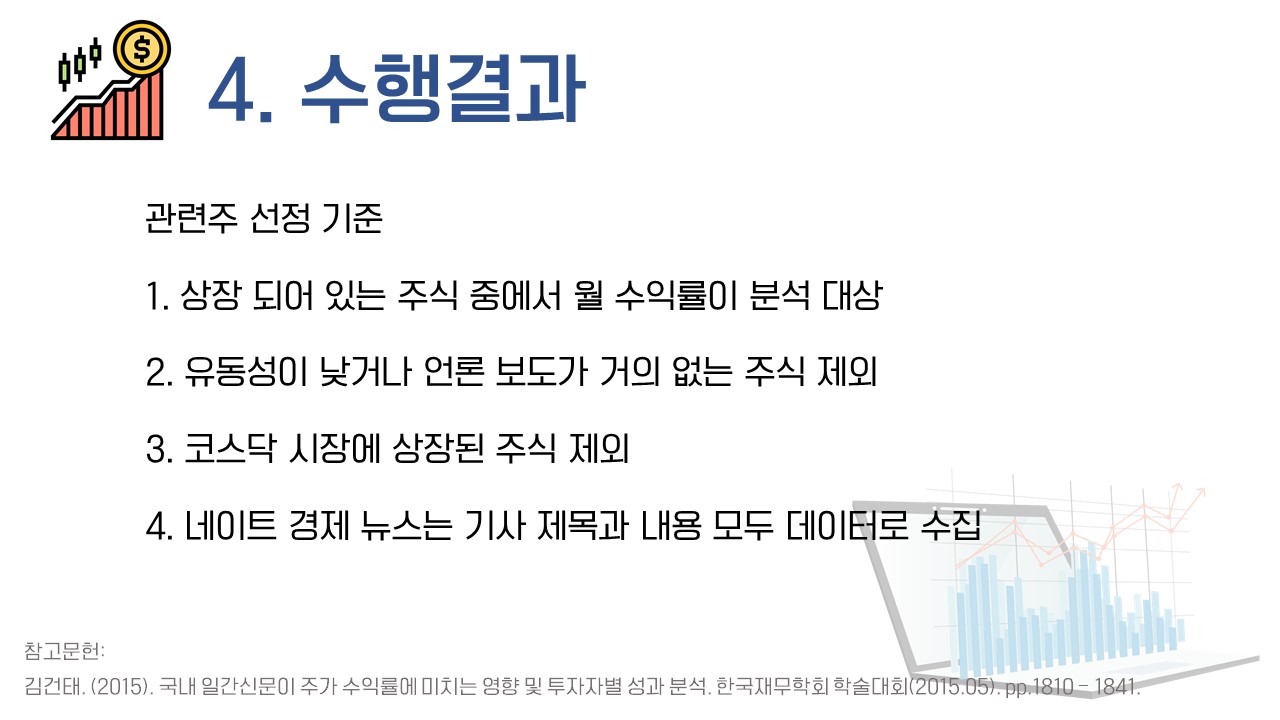 $
4. 수행결과
관련주 선정 기준
1. 상장 되어 있는 주식 중에서 월 수익률이 분석 대상
2. 유동성이 낮거나 언론 보도가 거의 없는 주식 제외
3. 코스닥 시장에 상장된 주식 제외
4. 네이트 경제 뉴스는 기사 제목과 내용 모두 데이터로 수집
참고문헌:
김건태. (2015). 국내 일간신문이 주가 수익률에 미치는 영향 및 투자자별 성과 분석. 한국재무학회 학술대회(2015.05). pp.1810 – 1841.